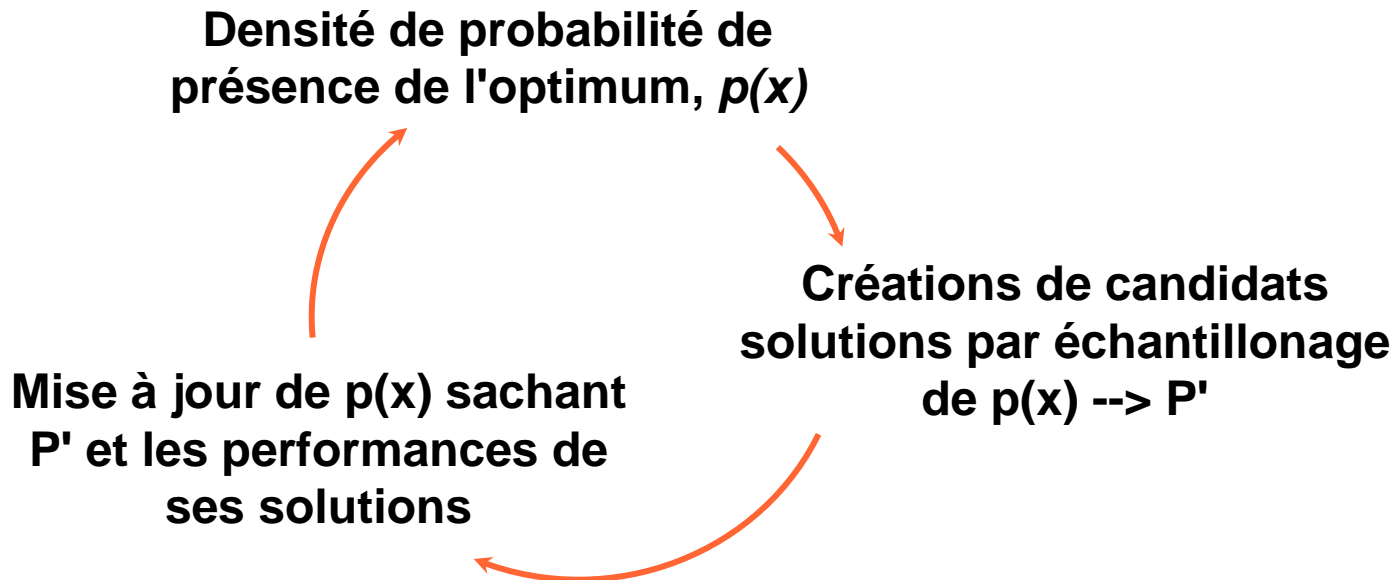 Densité de probabilité de
présence de l'optimum, p(x)
Créations de candidats
solutions par échantillonage
de p(x) --> P'
Mise à jour de p(x) sachant
P' et les performances de
ses solutions